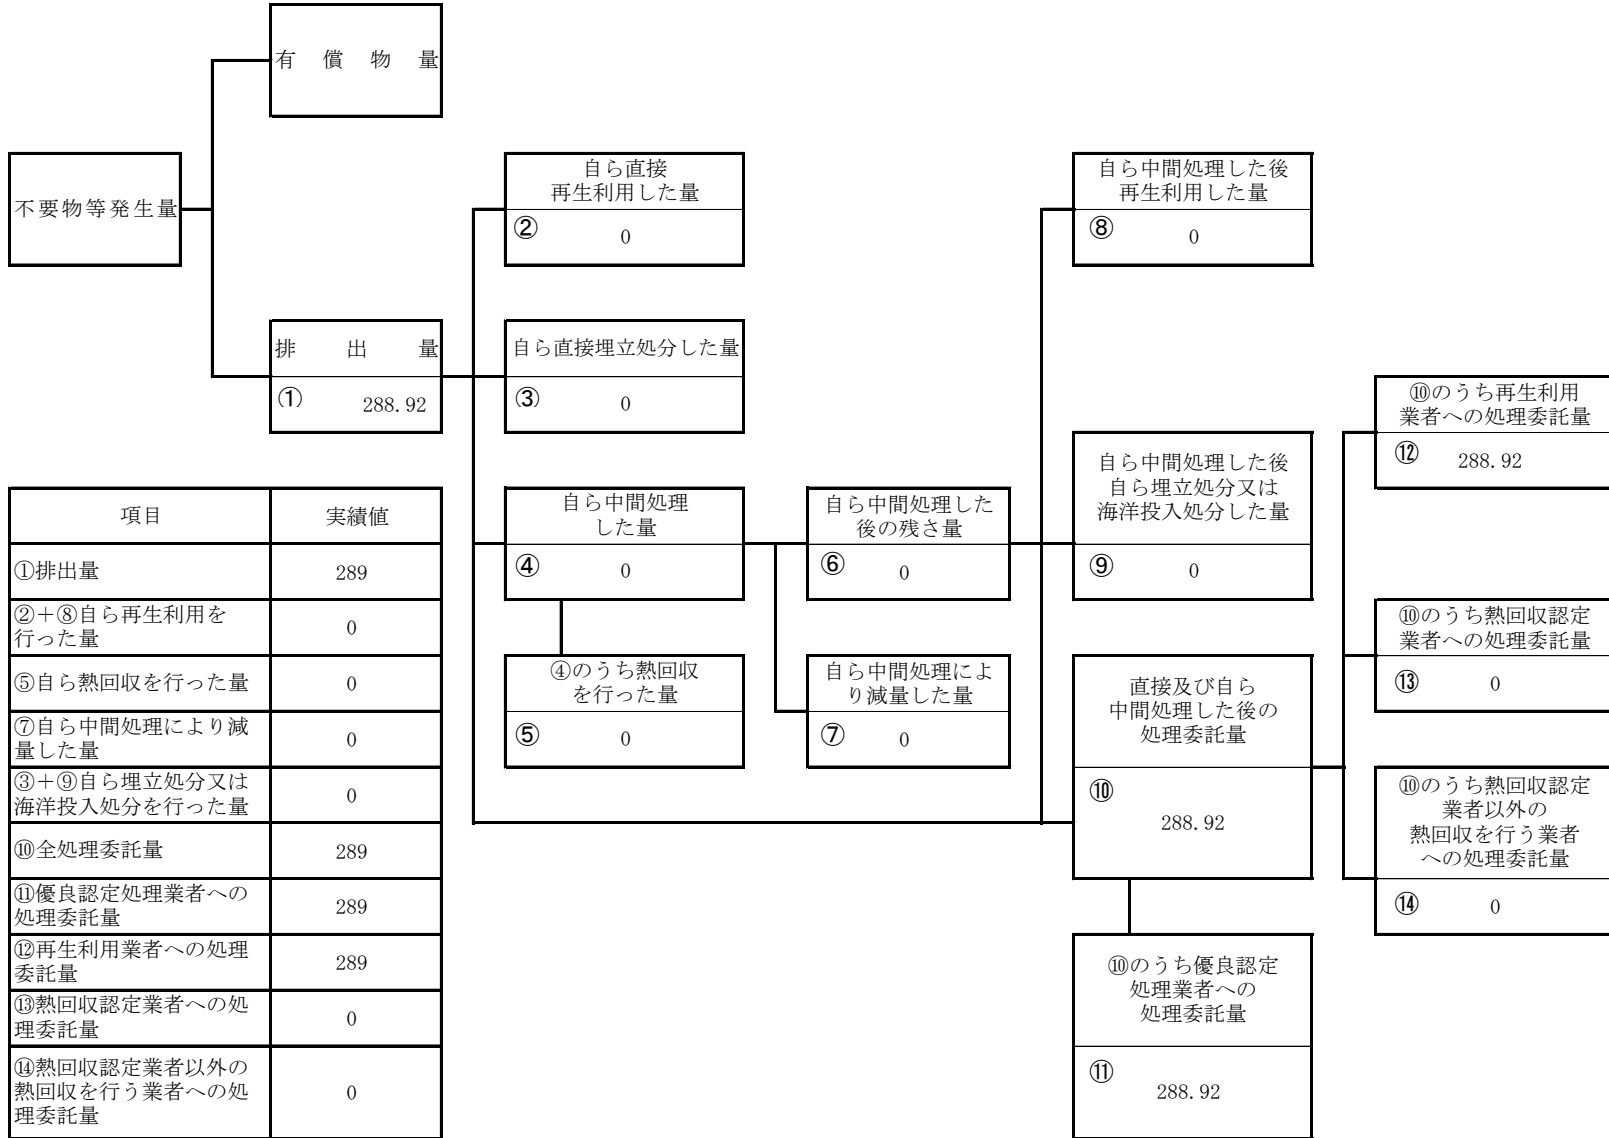 有償物量
不要物等発生量
排出量
①
288.92
自ら直接
再生利用した量
②
0
自ら直接埋立処分した量
③
0
自ら中間処理
した量
④
0
④のうち熱回収
を行った量
⑤
0
自ら中間処理した
後の残さ量
⑥
0
自ら中間処理によ
り減量した量
⑦
0
自ら中間処理した後
再生利用した量
⑧
0
自ら中間処理した後
自ら埋立処分又は
海洋投入処分した量
⑨
0
直接及び自ら
中間処理した後の
処理委託量
⑩
288.92
⑩のうち優良認定
処理業者への
処理委託量
⑪
288.92
⑩のうち再生利用
業者への処理委託量
⑫
288.92
⑩のうち熱回収認定
業者への処理委託量
⑬
0
⑩のうち熱回収認定
業者以外の
熱回収を行う業者
への処理委託量
⑭
0
項目 実績値
①排出量 289
②＋⑧自ら再生利用を
行った量 0
⑤自ら熱回収を行った量 0
⑦自ら中間処理により減
量した量 0
③＋⑨自ら埋立処分又は
海洋投入処分を行った量 0
⑩全処理委託量 289
⑪優良認定処理業者への
処理委託量 289
⑫再生利用業者への処理
委託量 289
⑬熱回収認定業者への処
理委託量 0
⑭熱回収認定業者以外の
熱回収を行う業者への処
理委託量 0